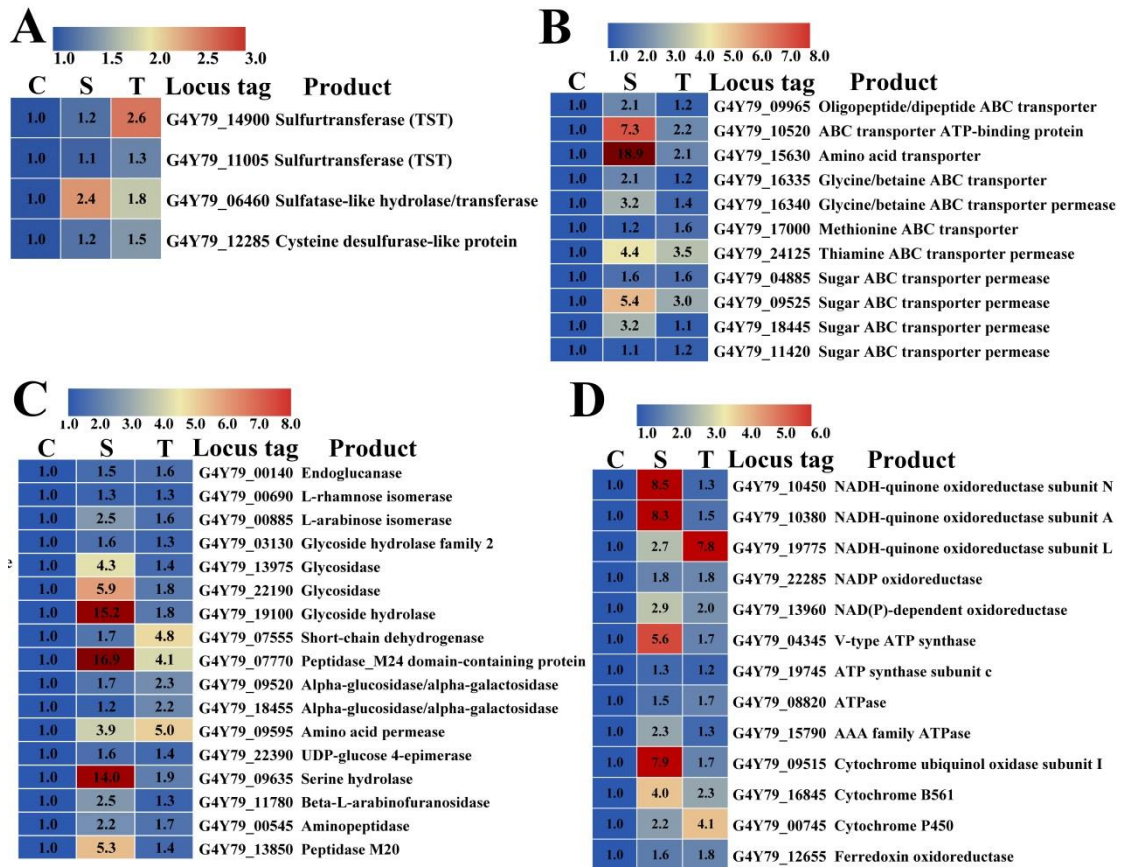 A
1.0 1.5 2.0 2.5 3.0
C S T Locus tag Product
1.0 1.2 2.6 G4Y79_14900 Sulfurtransferase (TST)
1.0 1.1 1.3 G4Y79_11005 Sulfurtransferase (TST)
1.0 2.4 1.8 G4Y79_06460 Sulfatase-like hydrolase/transferase
1.0 1.2 1.5 G4Y79_12285 Cysteine desulfurase-like protein
B
1.0 2.0 3.0 4.0 5.0 6.0 7.0 8.0
C S T Locus tag Product
1.0 2.1 1.2 G4Y79_09965 Oligopeptide/dipeptide ABC transporter
1.0 7.3 2.2 G4Y79_10520 ABC transporter ATP-binding protein
1.0 18.9 2.1 G4Y79_15630 Amino acid transporter
1.0 2.1 1.2 G4Y79_16335 Glycine/betaine ABC transporter
1.0 3.2 1.4 G4Y79_16340 Glycine/betaine ABC transporter permease
1.0 1.2 1.6 G4Y79_17000 Methionine ABC transporter
1.0 4.4 3.5 G4Y79_24125 Thiamine ABC transporter permease
1.0 1.6 1.6 G4Y79_04885 Sugar ABC transporter permease
1.0 5.4 3.0 G4Y79_09525 Sugar ABC transporter permease
1.0 3.2 1.1 G4Y79_18445 Sugar ABC transporter permease
1.0 1.1 1.2 G4Y79_11420 Sugar ABC transporter permease
C
1.0 2.0 3.0 4.0 5.0 6.0 7.0 8.0
C S T Locus tag Product
1.0 1.5 1.6 G4Y79_00140 Endoglucanase
1.0 1.3 1.3 G4Y79_00690 L-rhamnose isomerase
1.0 2.5 1.6 G4Y79_00885 L-arabinose isomerase
1.0 1.6 1.3 G4Y79_03130 Glycoside hydrolase family 2
1.0 4.3 1.4 G4Y79_13975 Glycosidase
1.0 5.9 1.8 G4Y79_22190 Glycosidase
1.0 15.2 1.8 G4Y79_19100 Glycoside hydrolase
1.0 1.7 4.8 G4Y79_07555 Short-chain dehydrogenase
1.0 16.9 4.1 G4Y79_07770 Peptidase_M24 domain-containing protein
1.0 1.7 2.3 G4Y79_09520 Alpha-glucosidase/alpha-galactosidase
1.0 1.2 2.2 G4Y79_18455 Alpha-glucosidase/alpha-galactosidase
1.0 3.9 5.0 G4Y79_09595 Amino acid permease
1.0 1.6 1.4 G4Y79_22390 UDP-glucose 4-epimerase
1.0 14.0 1.9 G4Y79_09635 Serine hydrolase
1.0 2.5 1.3 G4Y79_11780 Beta-L-arabinofuranosidase
1.0 2.2 1.7 G4Y79_00545 Aminopeptidase
1.0 5.3 1.4 G4Y79_13850 Peptidase M20
D
1.0 2.0 3.0 4.0 5.0 6.0
C S T Locus tag Product
1.0 8.5 1.3 G4Y79_10450 NADH-quinone oxidoreductase subunit N
1.0 8.3 1.5 G4Y79_10380 NADH-quinone oxidoreductase subunit A
1.0 2.7 7.8 G4Y79_19775 NADH-quinone oxidoreductase subunit L
1.0 1.8 1.8 G4Y79_22285 NADP oxidoreductase
1.0 2.9 2.0 G4Y79_13960 NAD(P)-dependent oxidoreductase
1.0 5.6 1.7 G4Y79_04345 V-type ATP synthase
1.0 1.3 1.2 G4Y79_19745 ATP synthase subunit c
1.0 1.5 1.7 G4Y79_08820 ATPase
1.0 2.3 1.3 G4Y79_15790 AAA family ATPase
1.0 7.9 1.7 G4Y79_09515 Cytochrome ubiquinol oxidase subunit I
1.0 4.0 2.3 G4Y79_16845 Cytochrome B561
1.0 2.2 4.1 G4Y79_00745 Cytochrome P450
1.0 1.6 1.8 G4Y79_12655 Ferredoxin oxidoreductase